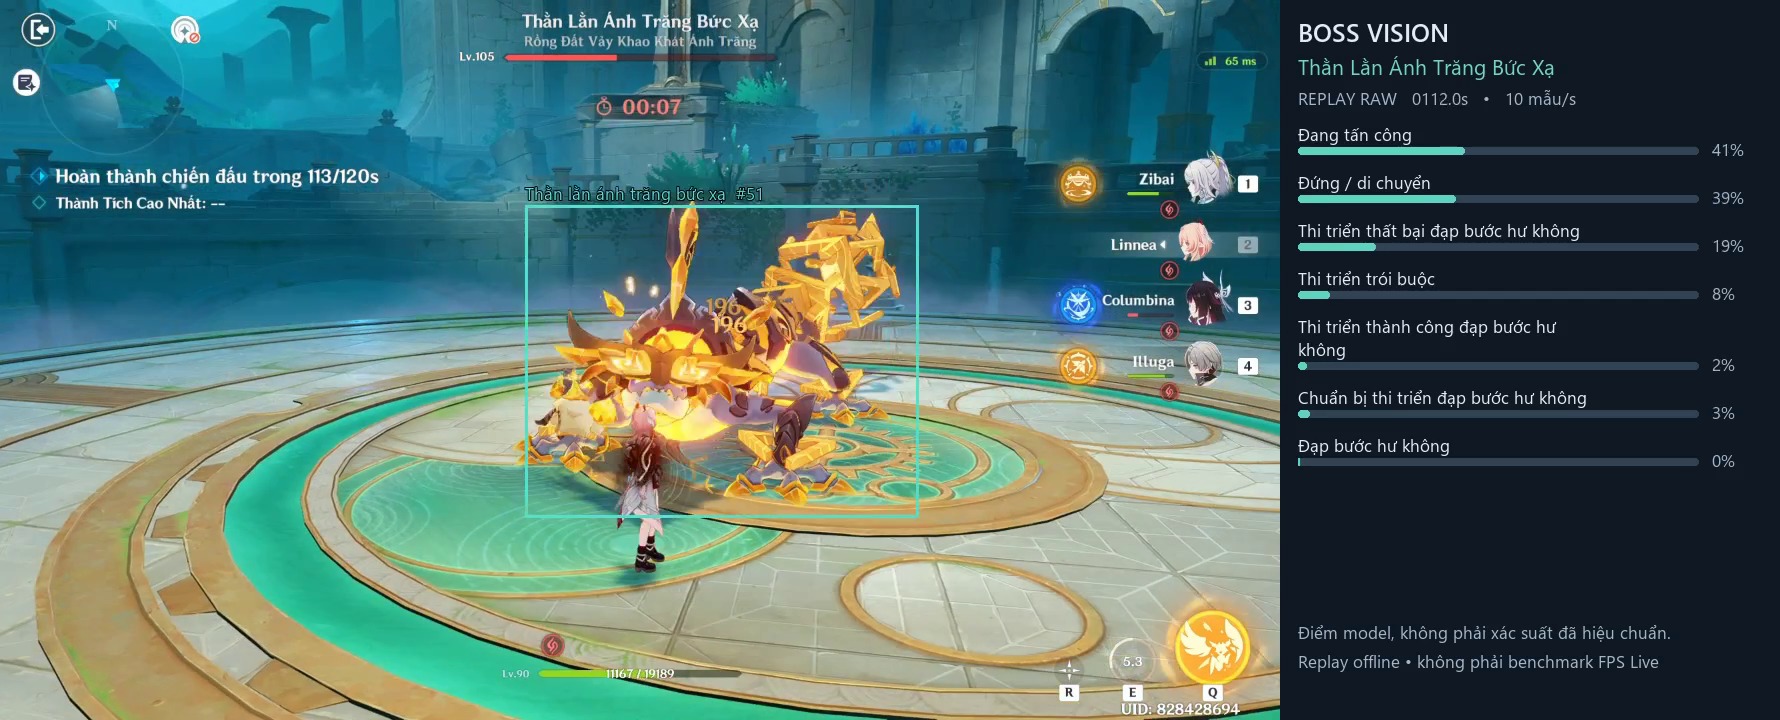 N
Thằn Lằn Ánh Trăng Bức Xạ
Rồng Đất Vảy Khao Khát Ánh Trăng
Lv.105
65 ms
00:07
Hoàn thành chiến đấu trong 113/120s
Thành Tích Cao Nhất: --
Thằn lằn ánh trăng bức xạ #51
Zibai 1
Linnea 2
Columbina 3
Illuga 4
196
196
Lv.90
11167 / 19189
5.3
R
E
Q
UID: 828428694
BOSS VISION
Thằn Lằn Ánh Trăng Bức Xạ
REPLAY RAW 0112.0s • 10 mẫu/s
Đang tấn công
41%
Đứng / di chuyển
39%
Thi triển thất bại đạp bước hư không
19%
Thi triển trói buộc
8%
Thi triển thành công đạp bước hư
không
2%
Chuẩn bị thi triển đạp bước hư không
3%
Đạp bước hư không
0%
Điểm model, không phải xác suất đã hiệu chuẩn.
Replay offline • không phải benchmark FPS Live